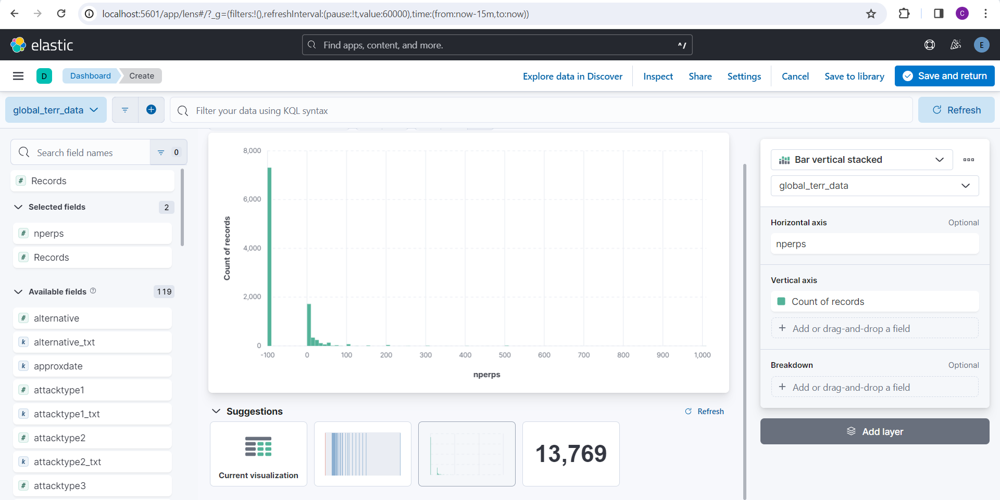 localhost:5601/app/lens#/?_g=(filters:!(),refreshInterval:(pause:!t,value:60000),time:(from:now-15m,to:now))
C
elastic
Find apps, content, and more.
^/
E
D
Dashboard
Create
Explore data in Discover
Inspect
Share
Settings
Cancel
Save to library
Save and return
global_terr_data
Filter your data using KQL syntax
Refresh
Search field names
0
# Records
Selected fields
2
# nperps
# Records
Available fields
119
# alternative
k alternative_txt
k approxdate
# attacktype1
k attacktype1_txt
# attacktype2
k attacktype2_txt
# attacktype3
8,000
6,000
4,000
2,000
0
Count of records
-100 0 100 200 300 400 500 600 700 800 900 1,000
nperps
Suggestions
Refresh
Current visualization
13,769
Bar vertical stacked
global_terr_data
Horizontal axis
Optional
nperps
Vertical axis
Count of records
+ Add or drag-and-drop a field
Breakdown
Optional
+ Add or drag-and-drop a field
Add layer